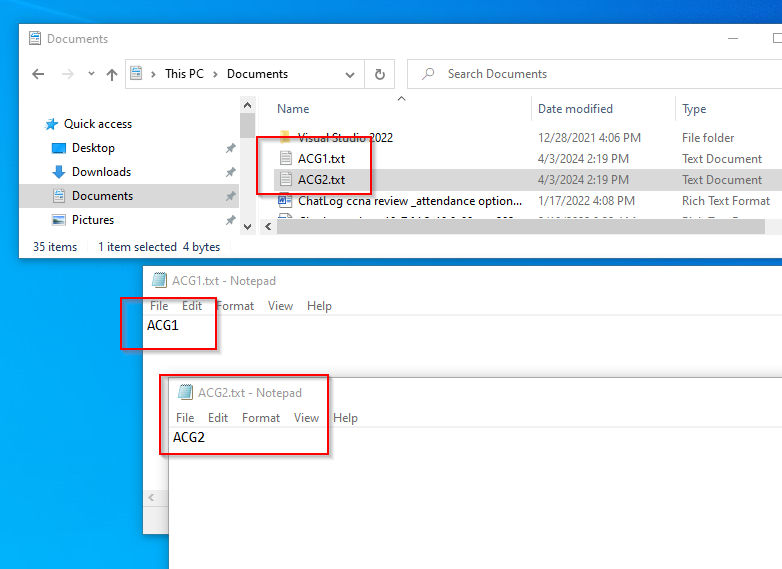 Documents
This PC > Documents
Search Documents
Name Date modified Type
Quick access
Desktop
Downloads
Documents
Pictures
Visual Studio 2022 12/28/2021 4:06 PM File folder
ACG1.txt 4/3/2024 2:19 PM Text Document
ACG2.txt 4/3/2024 2:19 PM Text Document
ChatLog ccna review _attendance option... 1/17/2022 4:08 PM Rich Text Format
35 items 1 item selected 4 bytes
ACG1.txt - Notepad
File Edit Format View Help
ACG1
ACG2.txt - Notepad
File Edit Format View Help
ACG2